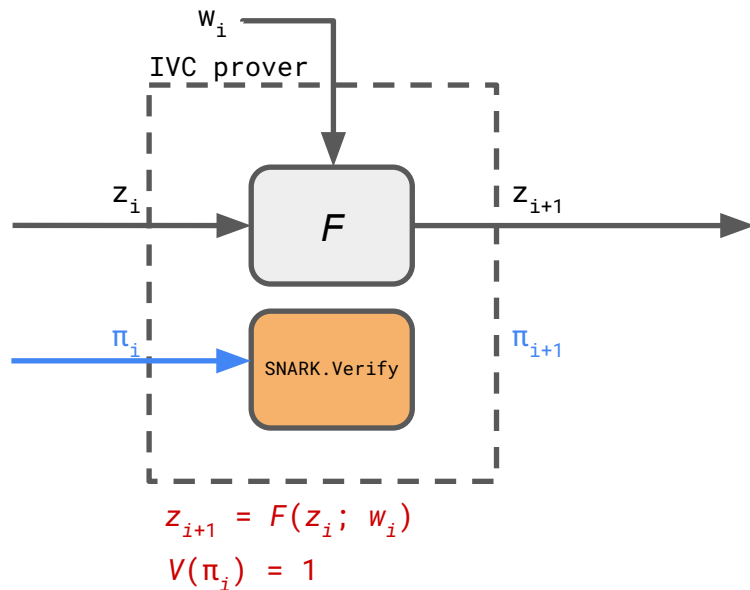 w_i
IVC prover
z_i
z_{i+1}
F
π_i
π_{i+1}
SNARK.Verify
z_{i+1} = F(z_i; w_i)
V(π_i) = 1